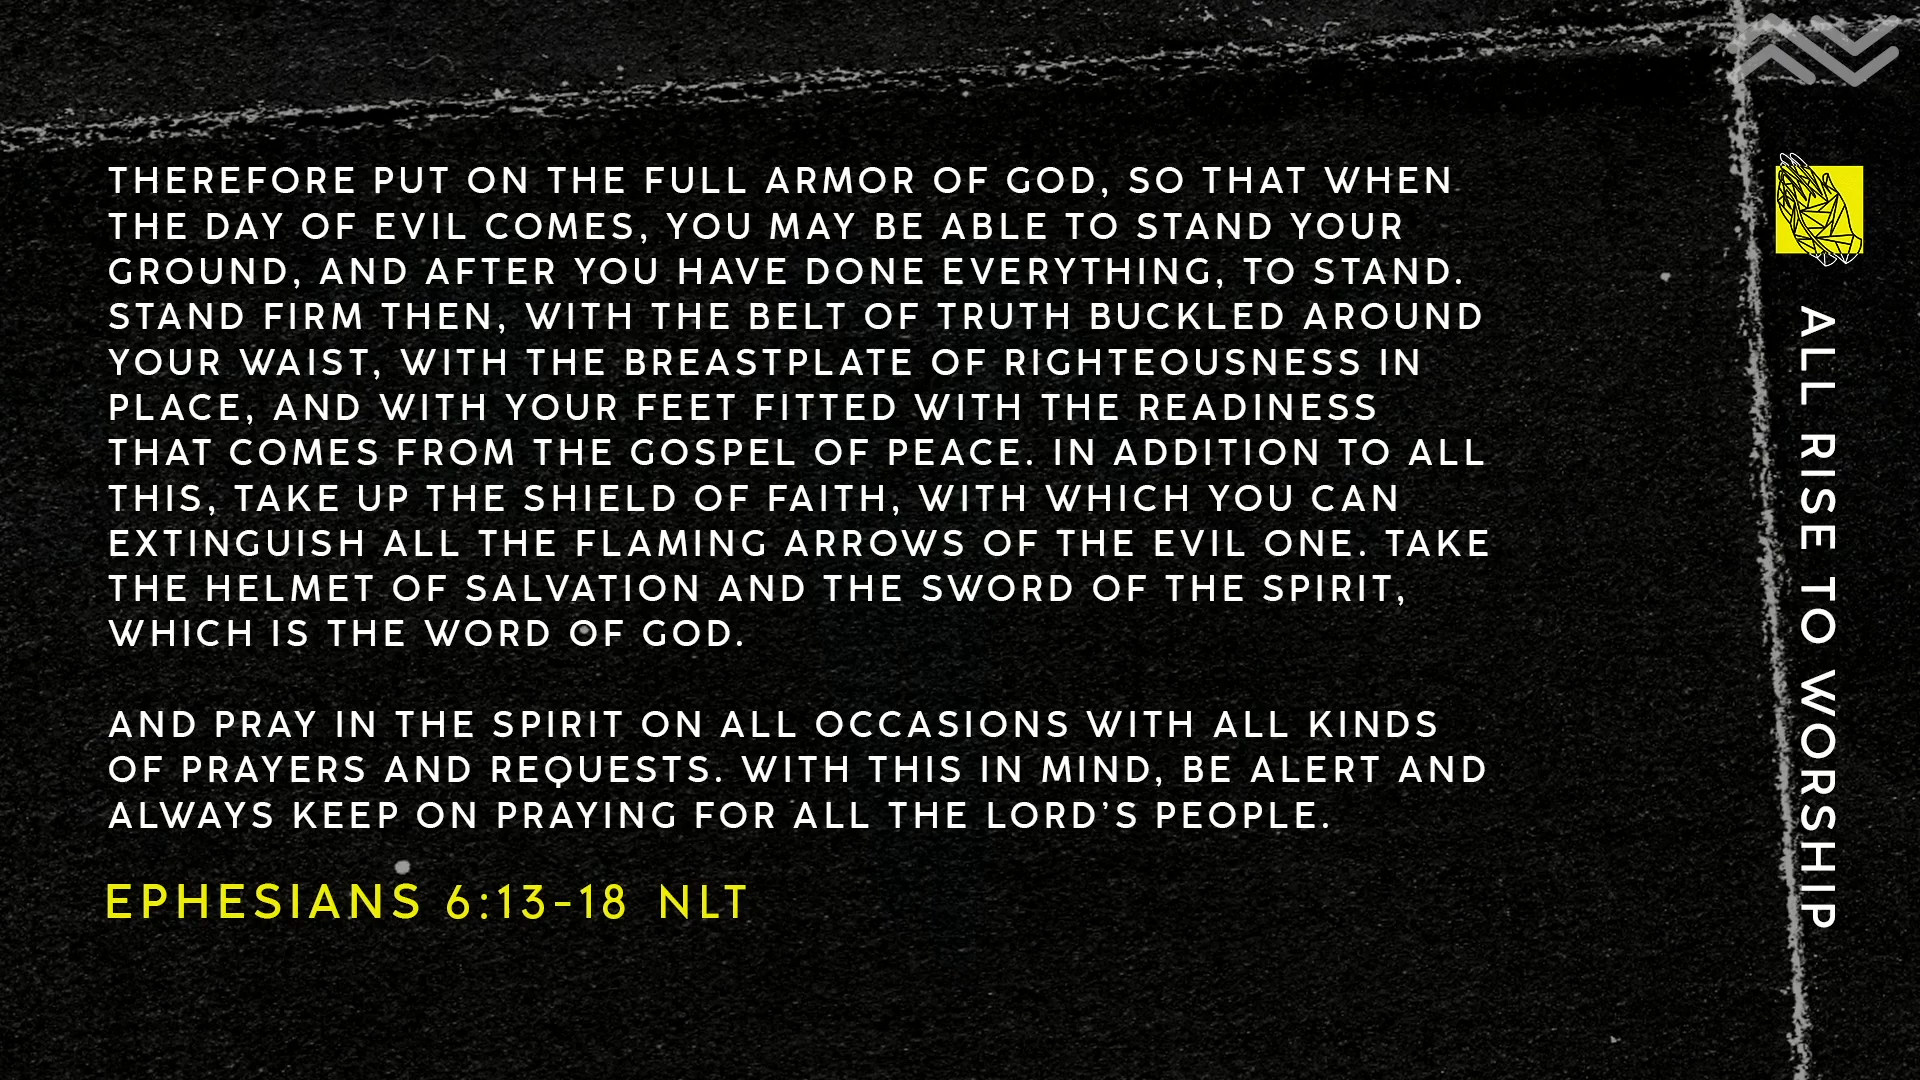 THEREFORE PUT ON THE FULL ARMOR OF GOD, SO THAT WHEN
THE DAY OF EVIL COMES, YOU MAY BE ABLE TO STAND YOUR
GROUND, AND AFTER YOU HAVE DONE EVERYTHING, TO STAND.
STAND FIRM THEN, WITH THE BELT OF TRUTH BUCKLED AROUND
YOUR WAIST, WITH THE BREASTPLATE OF RIGHTEOUSNESS IN
PLACE, AND WITH YOUR FEET FITTED WITH THE READINESS
THAT COMES FROM THE GOSPEL OF PEACE. IN ADDITION TO ALL
THIS, TAKE UP THE SHIELD OF FAITH, WITH WHICH YOU CAN
EXTINGUISH ALL THE FLAMING ARROWS OF THE EVIL ONE. TAKE
THE HELMET OF SALVATION AND THE SWORD OF THE SPIRIT,
WHICH IS THE WORD OF GOD.
AND PRAY IN THE SPIRIT ON ALL OCCASIONS WITH ALL KINDS
OF PRAYERS AND REQUESTS. WITH THIS IN MIND, BE ALERT AND
ALWAYS KEEP ON PRAYING FOR ALL THE LORD’S PEOPLE.
EPHESIANS 6:13-18 NLT
ALL RISE TO WORSHIP